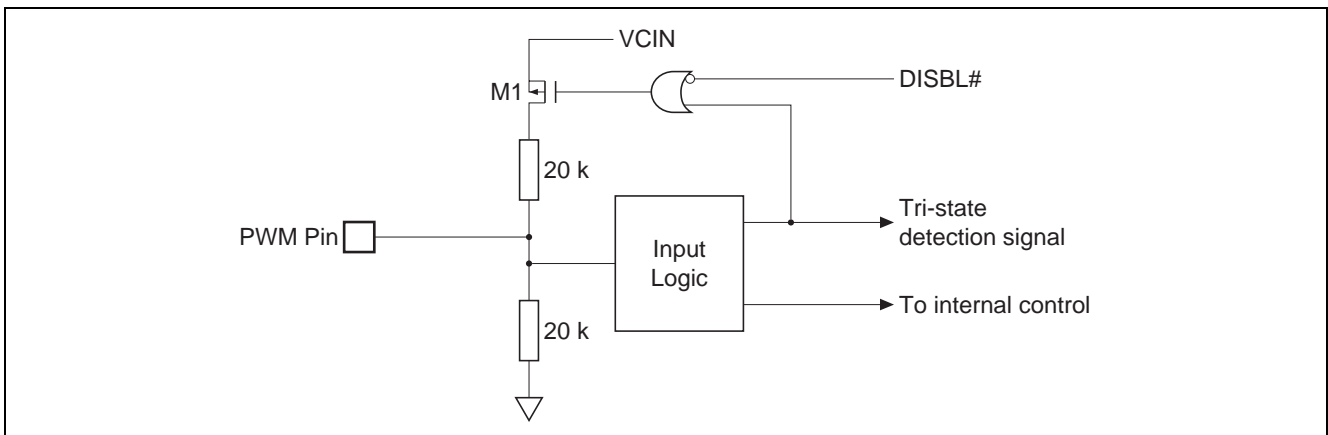 VCIN
DISBL#
M1
20 k
PWM Pin
Input
Logic
Tri-state
detection signal
To internal control
20 k